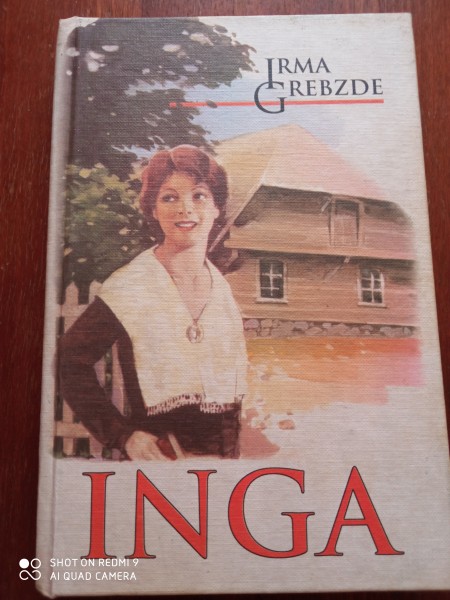 IRMA
GREBZDE
INGA
SHOT ON REDMI 9
AI QUAD CAMERA